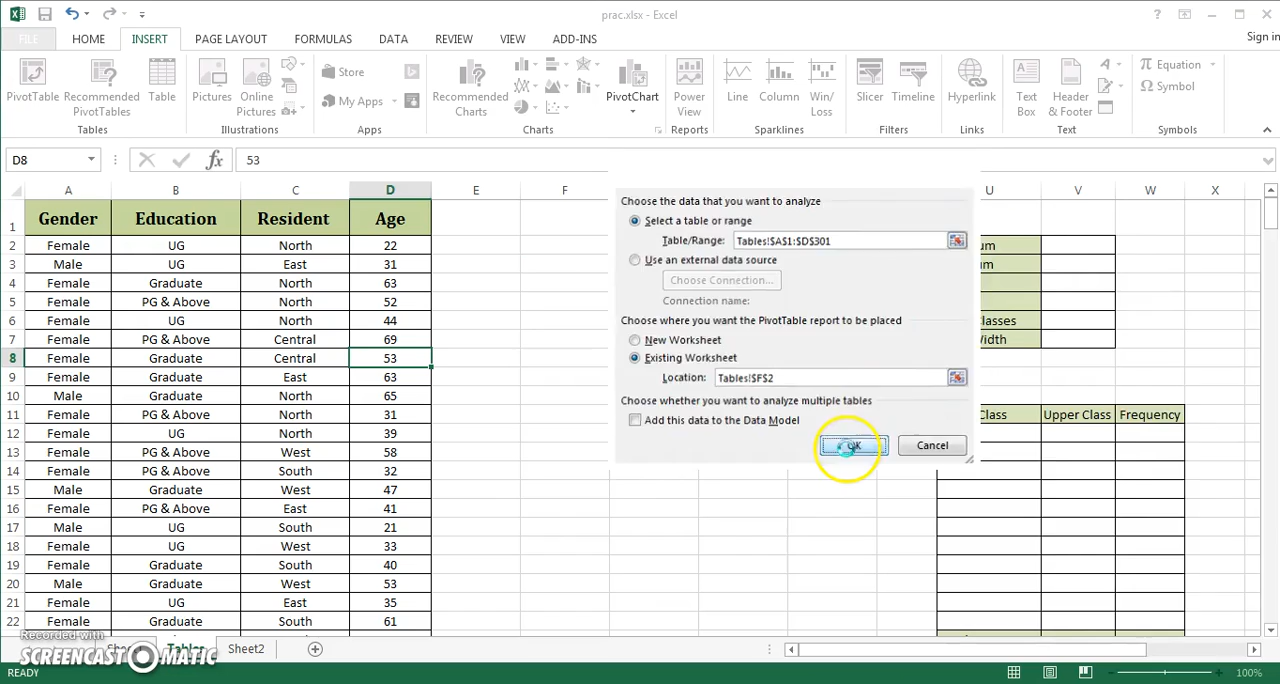 prac.xlsx - Excel
?
Sign in
FILE HOME INSERT PAGE LAYOUT FORMULAS DATA REVIEW VIEW ADD-INS
PivotTable Recommended PivotTables Table
Pictures Online Pictures
Store
My Apps
Recommended Charts
PivotChart
Power View
Line Column Win/Loss
Slicer Timeline
Hyperlink
Text Box Header & Footer
Equation
Symbol
Tables Illustrations Apps Charts Reports Sparklines Filters Links Text Symbols
D8 fx 53
A B C D E F U V W X
1 Gender Education Resident Age
2 Female UG North 22
3 Male UG East 31
4 Female Graduate North 63
5 Female PG & Above North 52
6 Female UG North 44
7 Female PG & Above Central 69
8 Female Graduate Central 53
9 Female Graduate East 63
10 Male Graduate North 65
11 Female PG & Above North 31
12 Female UG North 39
13 Female PG & Above West 58
14 Female PG & Above South 32
15 Male Graduate West 47
16 Female PG & Above East 41
17 Male UG South 21
18 Female UG West 33
19 Female Graduate South 40
20 Male Graduate West 53
21 Female UG East 35
22 Female Graduate South 61
Choose the data that you want to analyze
Select a table or range
Table/Range: Tables!$A$1:$D$301
Use an external data source
Choose Connection...
Connection name:
Choose where you want the PivotTable report to be placed
New Worksheet
Existing Worksheet
Location: Tables!$F$2
Choose whether you want to analyze multiple tables
Add this data to the Data Model
OK Cancel
um
um
Classes
Width
Class Upper Class Frequency
Tables Sheet2
Recorded with
SCREENCAST-O-MATIC
READY
100%